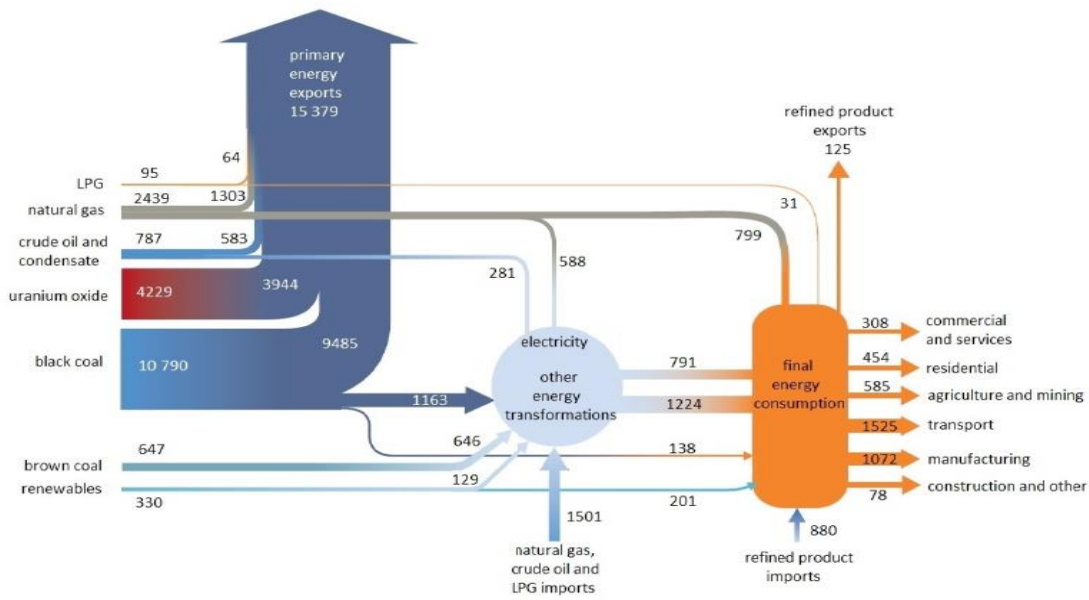 primary
energy
exports
15 379
refined product
exports
125
LPG
95
64
natural gas
2439
1303
31
799
crude oil and
condensate
787
583
281
588
uranium oxide
4229
3944
black coal
10 790
9485
1163
electricity
other
energy
transformations
791
1224
final
energy
consumption
308
commercial
and services
454
residential
585
agriculture and mining
1525
transport
1072
manufacturing
78
construction and other
brown coal
647
646
138
renewables
330
129
201
1501
natural gas,
crude oil and
LPG imports
880
refined product
imports